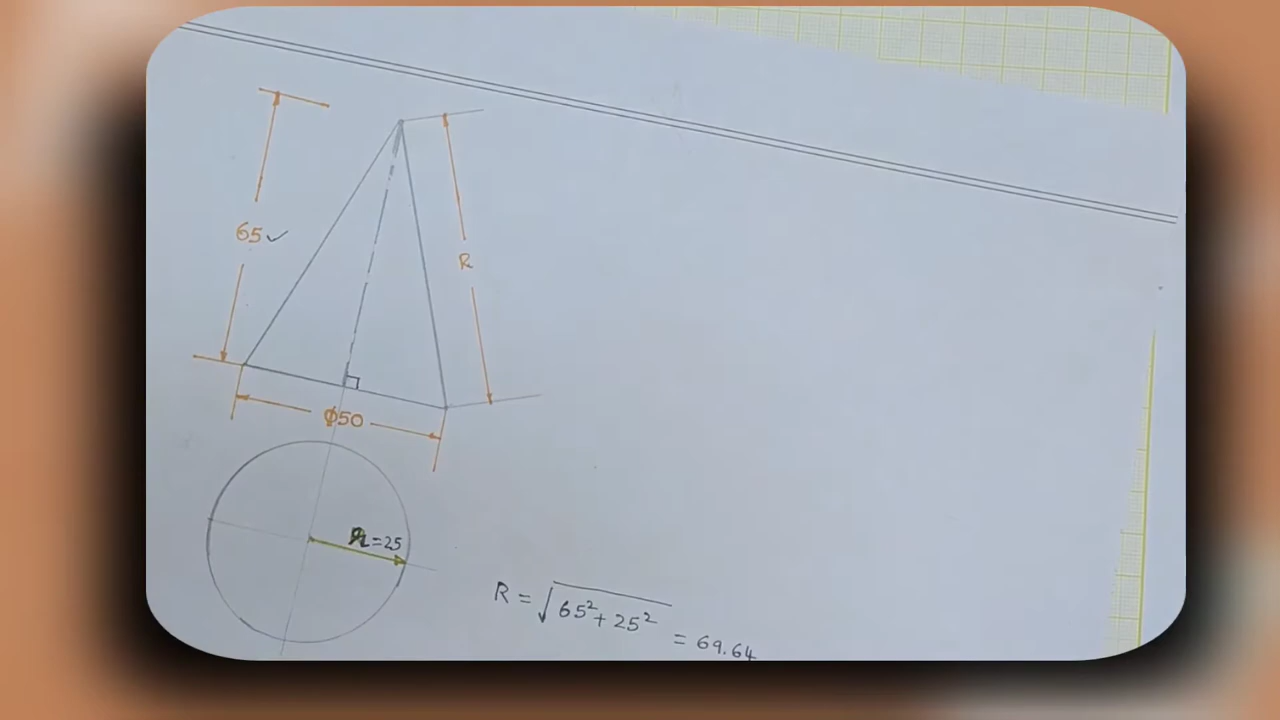 65✓
R
ϕ50
r=25
R = √(65² + 25²) = 69.64